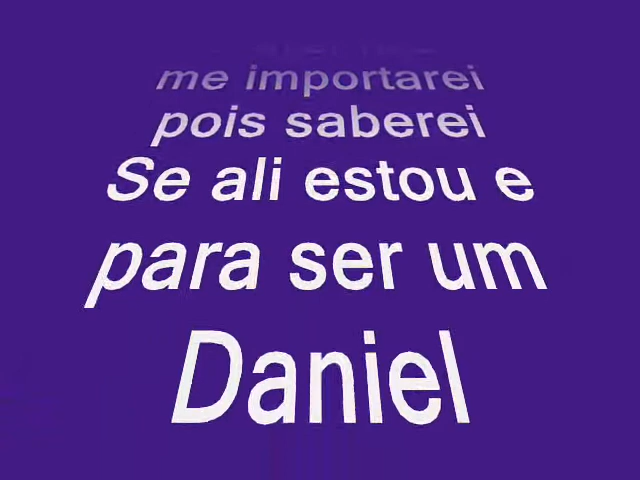 me importarei
pois saberei
Se ali estou e
para ser um
Daniel